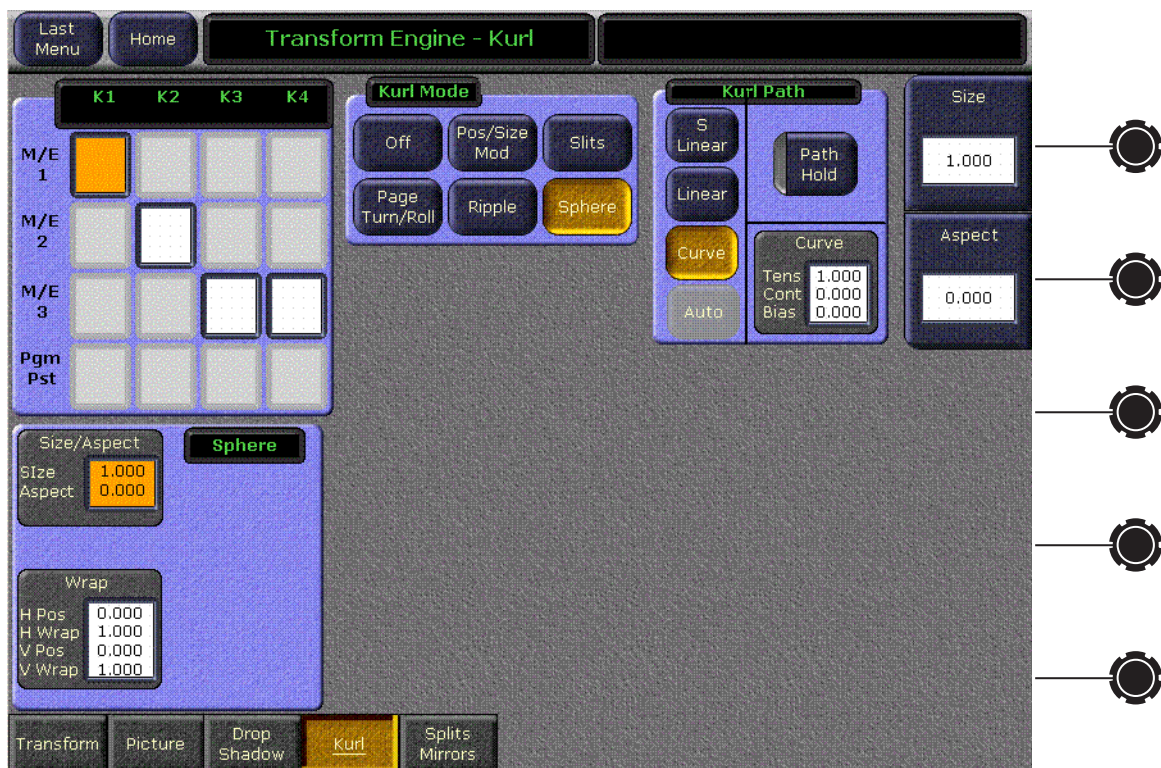 Last
Menu
Home
Transform Engine - Kurl
K1 K2 K3 K4
M/E
1
M/E
2
M/E
3
Pgm
Pst
Kurl Mode
Off
Pos/Size
Mod
Slits
Page
Turn/Roll
Ripple
Sphere
Kurl Path
S
Linear
Linear
Curve
Auto
Path
Hold
Curve
Tens 1.000
Cont 0.000
Bias 0.000
Size
1.000
Aspect
0.000
Size/Aspect
SIze 1.000
Aspect 0.000
Sphere
Wrap
H Pos 0.000
H Wrap 1.000
V Pos 0.000
V Wrap 1.000
Transform
Picture
Drop
Shadow
Kurl
Splits
Mirrors